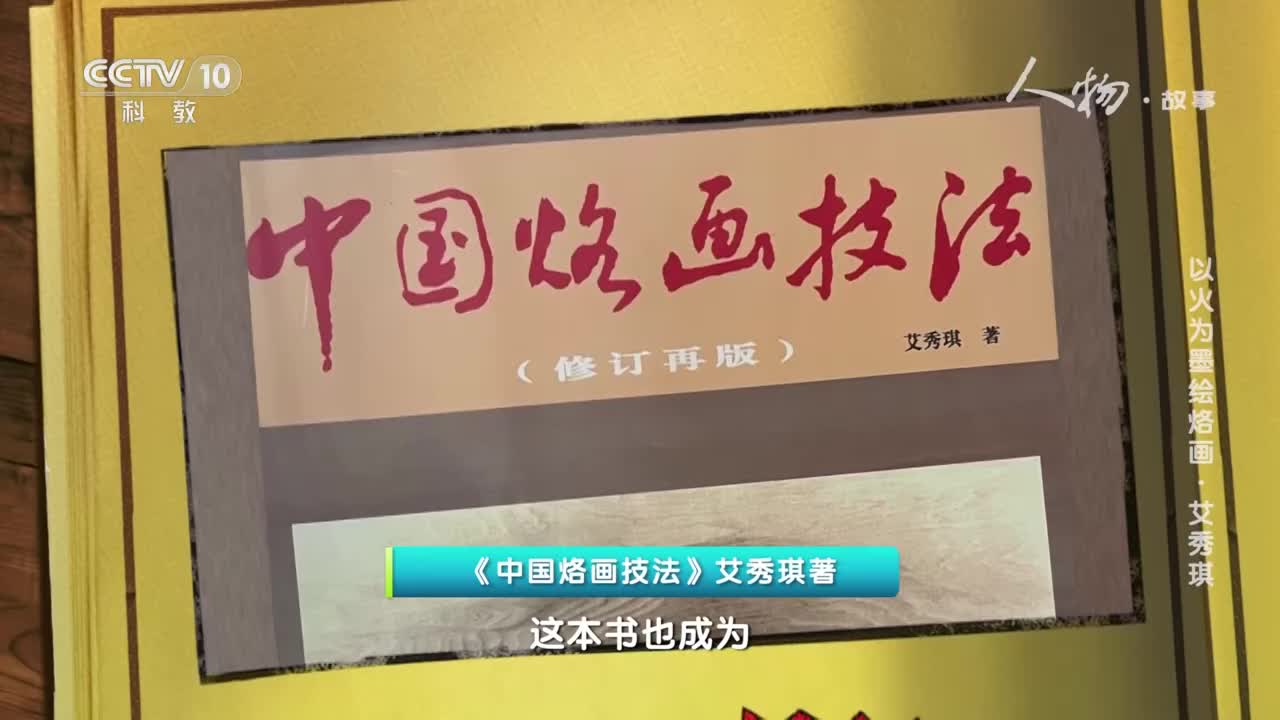 CCTV 10
科教
人物·故事
中国烙画技法
(修订再版)
艾秀琪 著
以火为墨绘烙画·艾秀琪
《中国烙画技法》艾秀琪著
这本书也成为